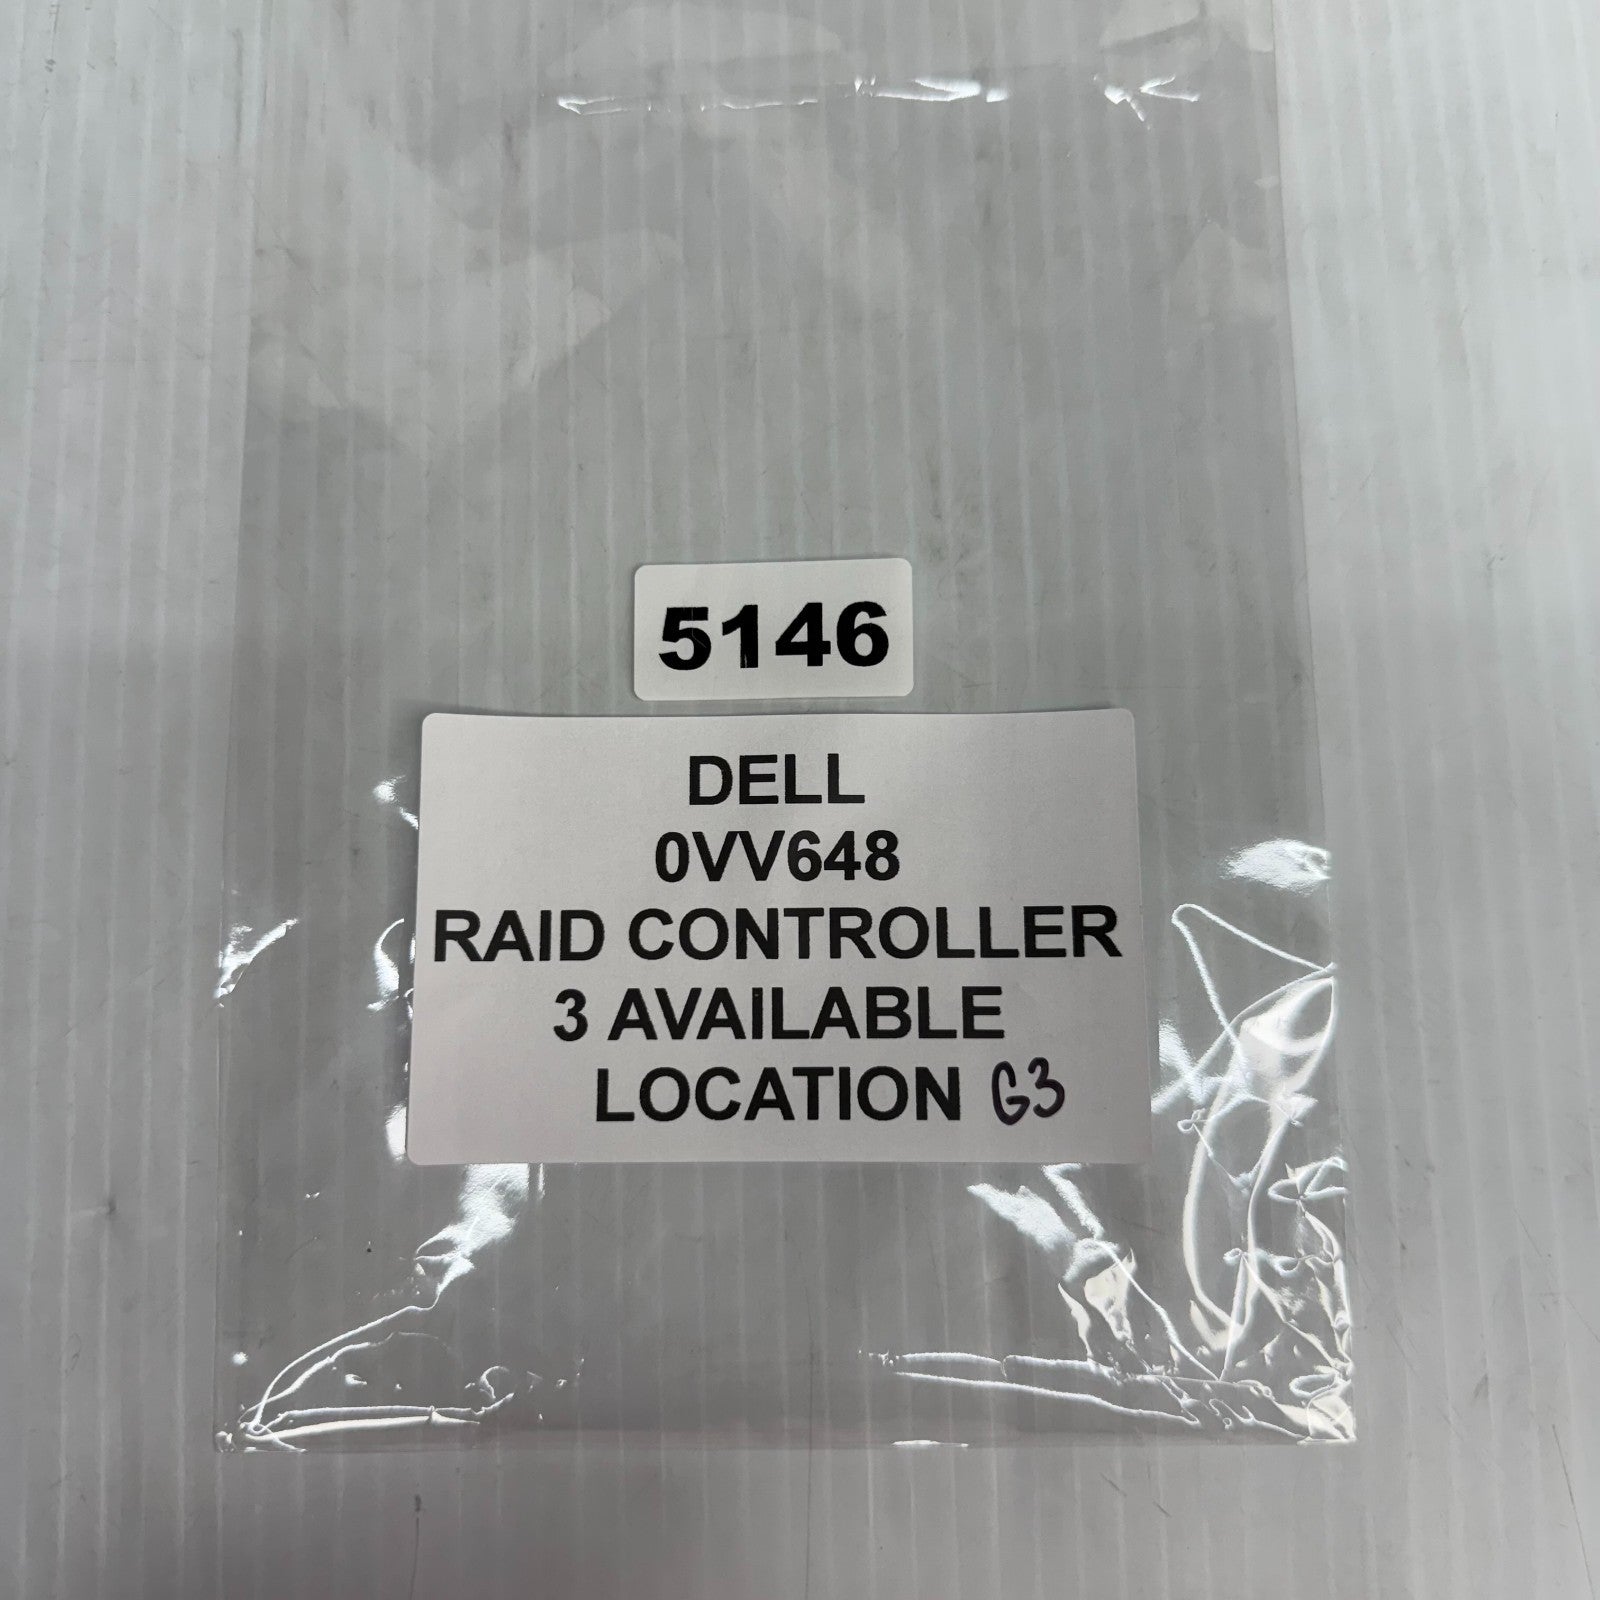 5146
DELL
0VV648
RAID CONTROLLER
3 AVAILABLE
LOCATION G3